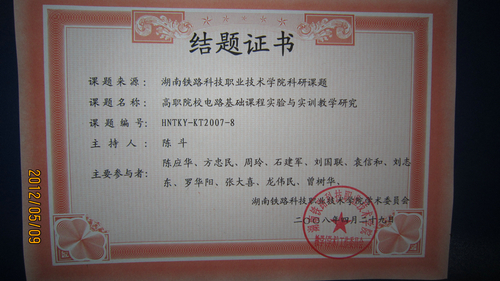 结题证书
课题来源：湖南铁路科技职业技术学院科研课题
课题名称：高职院校电路基础课程实验与实训教学研究
课题编号：HNTKY-KT2007-8
主持人：陈斗
主要参与者：陈应华、方忠民、周玲、石建军、刘国联、袁信和、刘志
东、罗华阳、张大喜、龙伟民、曾树华、
湖南铁路科技职业技术学院学术委员会
二〇〇八年四月二十九日
2012/05/09